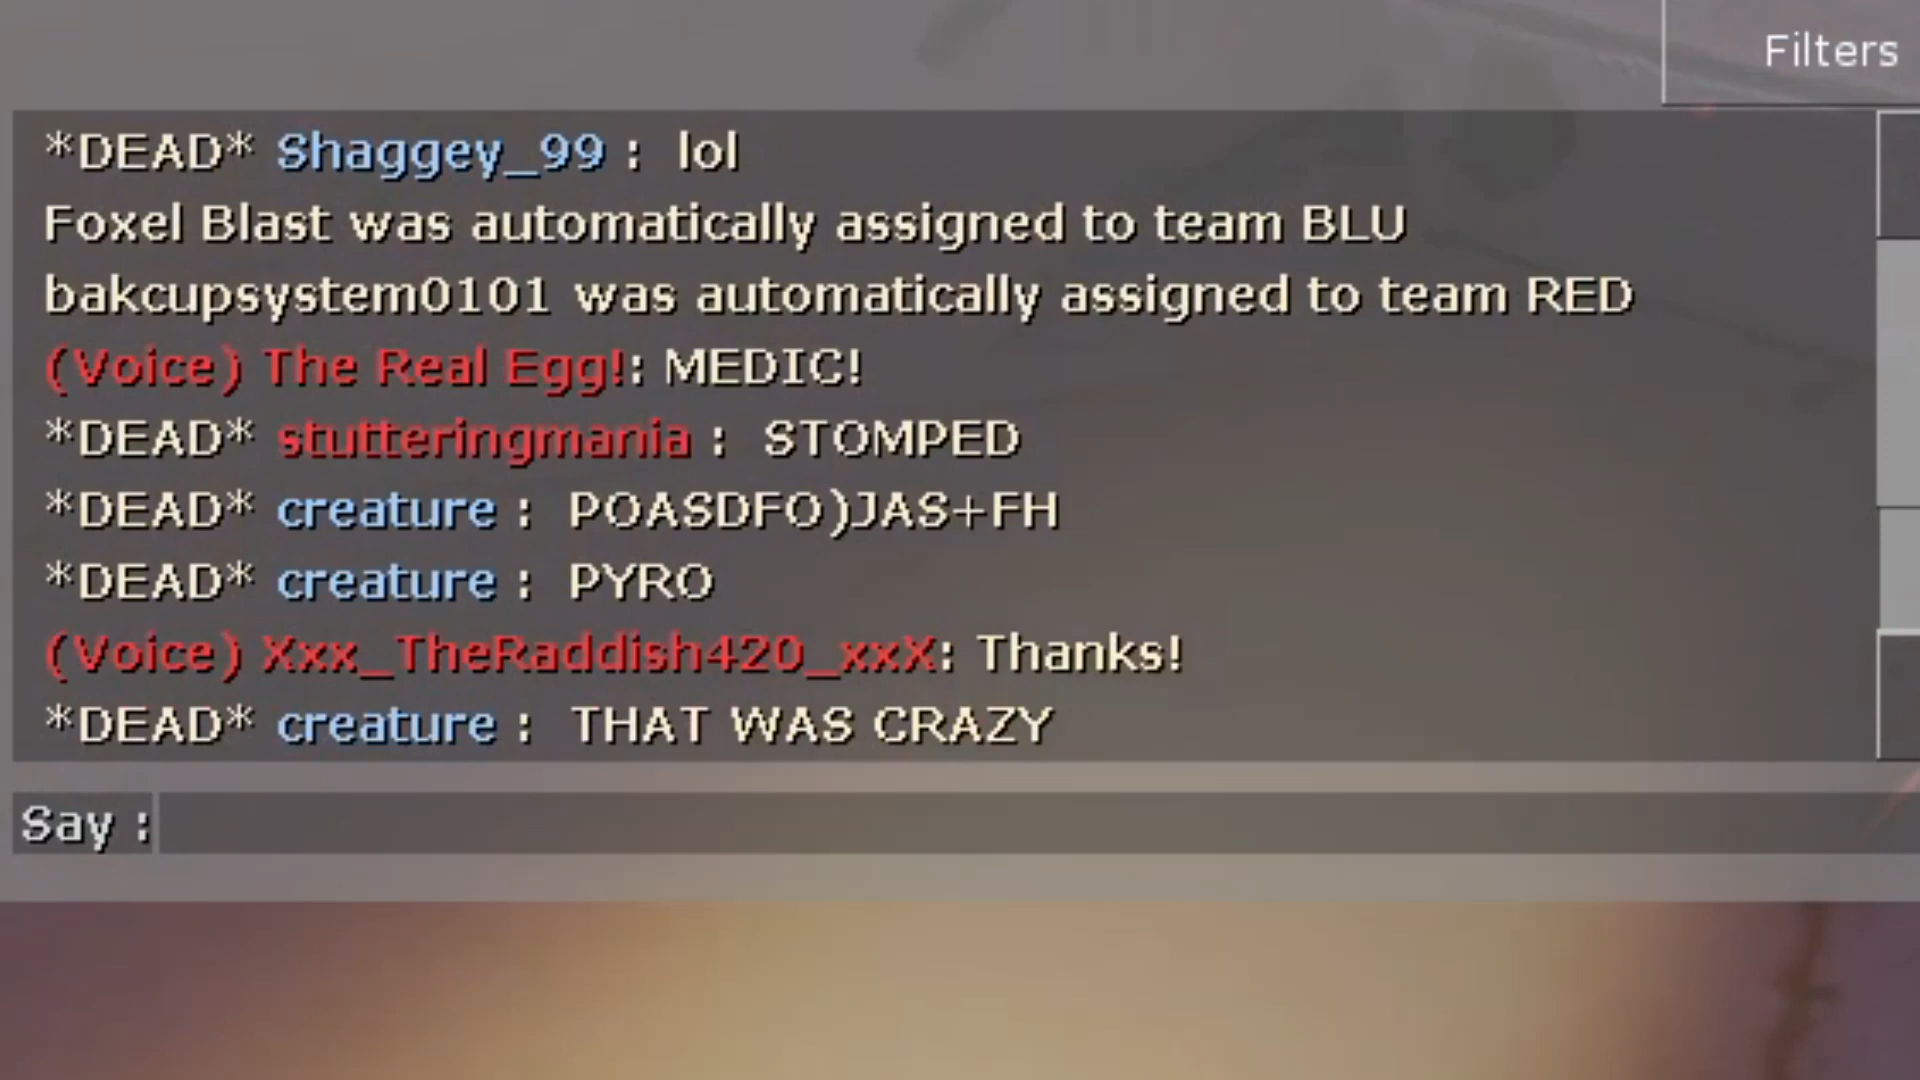 Filters
*DEAD* Shaggey_99 :  lol
Foxel Blast was automatically assigned to team BLU
bakcupsystem0101 was automatically assigned to team RED
(Voice) The Real Egg!: MEDIC!
*DEAD* stutteringmania :  STOMPED
*DEAD* creature :  POASDFO)JAS+FH
*DEAD* creature :  PYRO
(Voice) Xxx_TheRaddish420_xxX: Thanks!
*DEAD* creature :  THAT WAS CRAZY
Say :